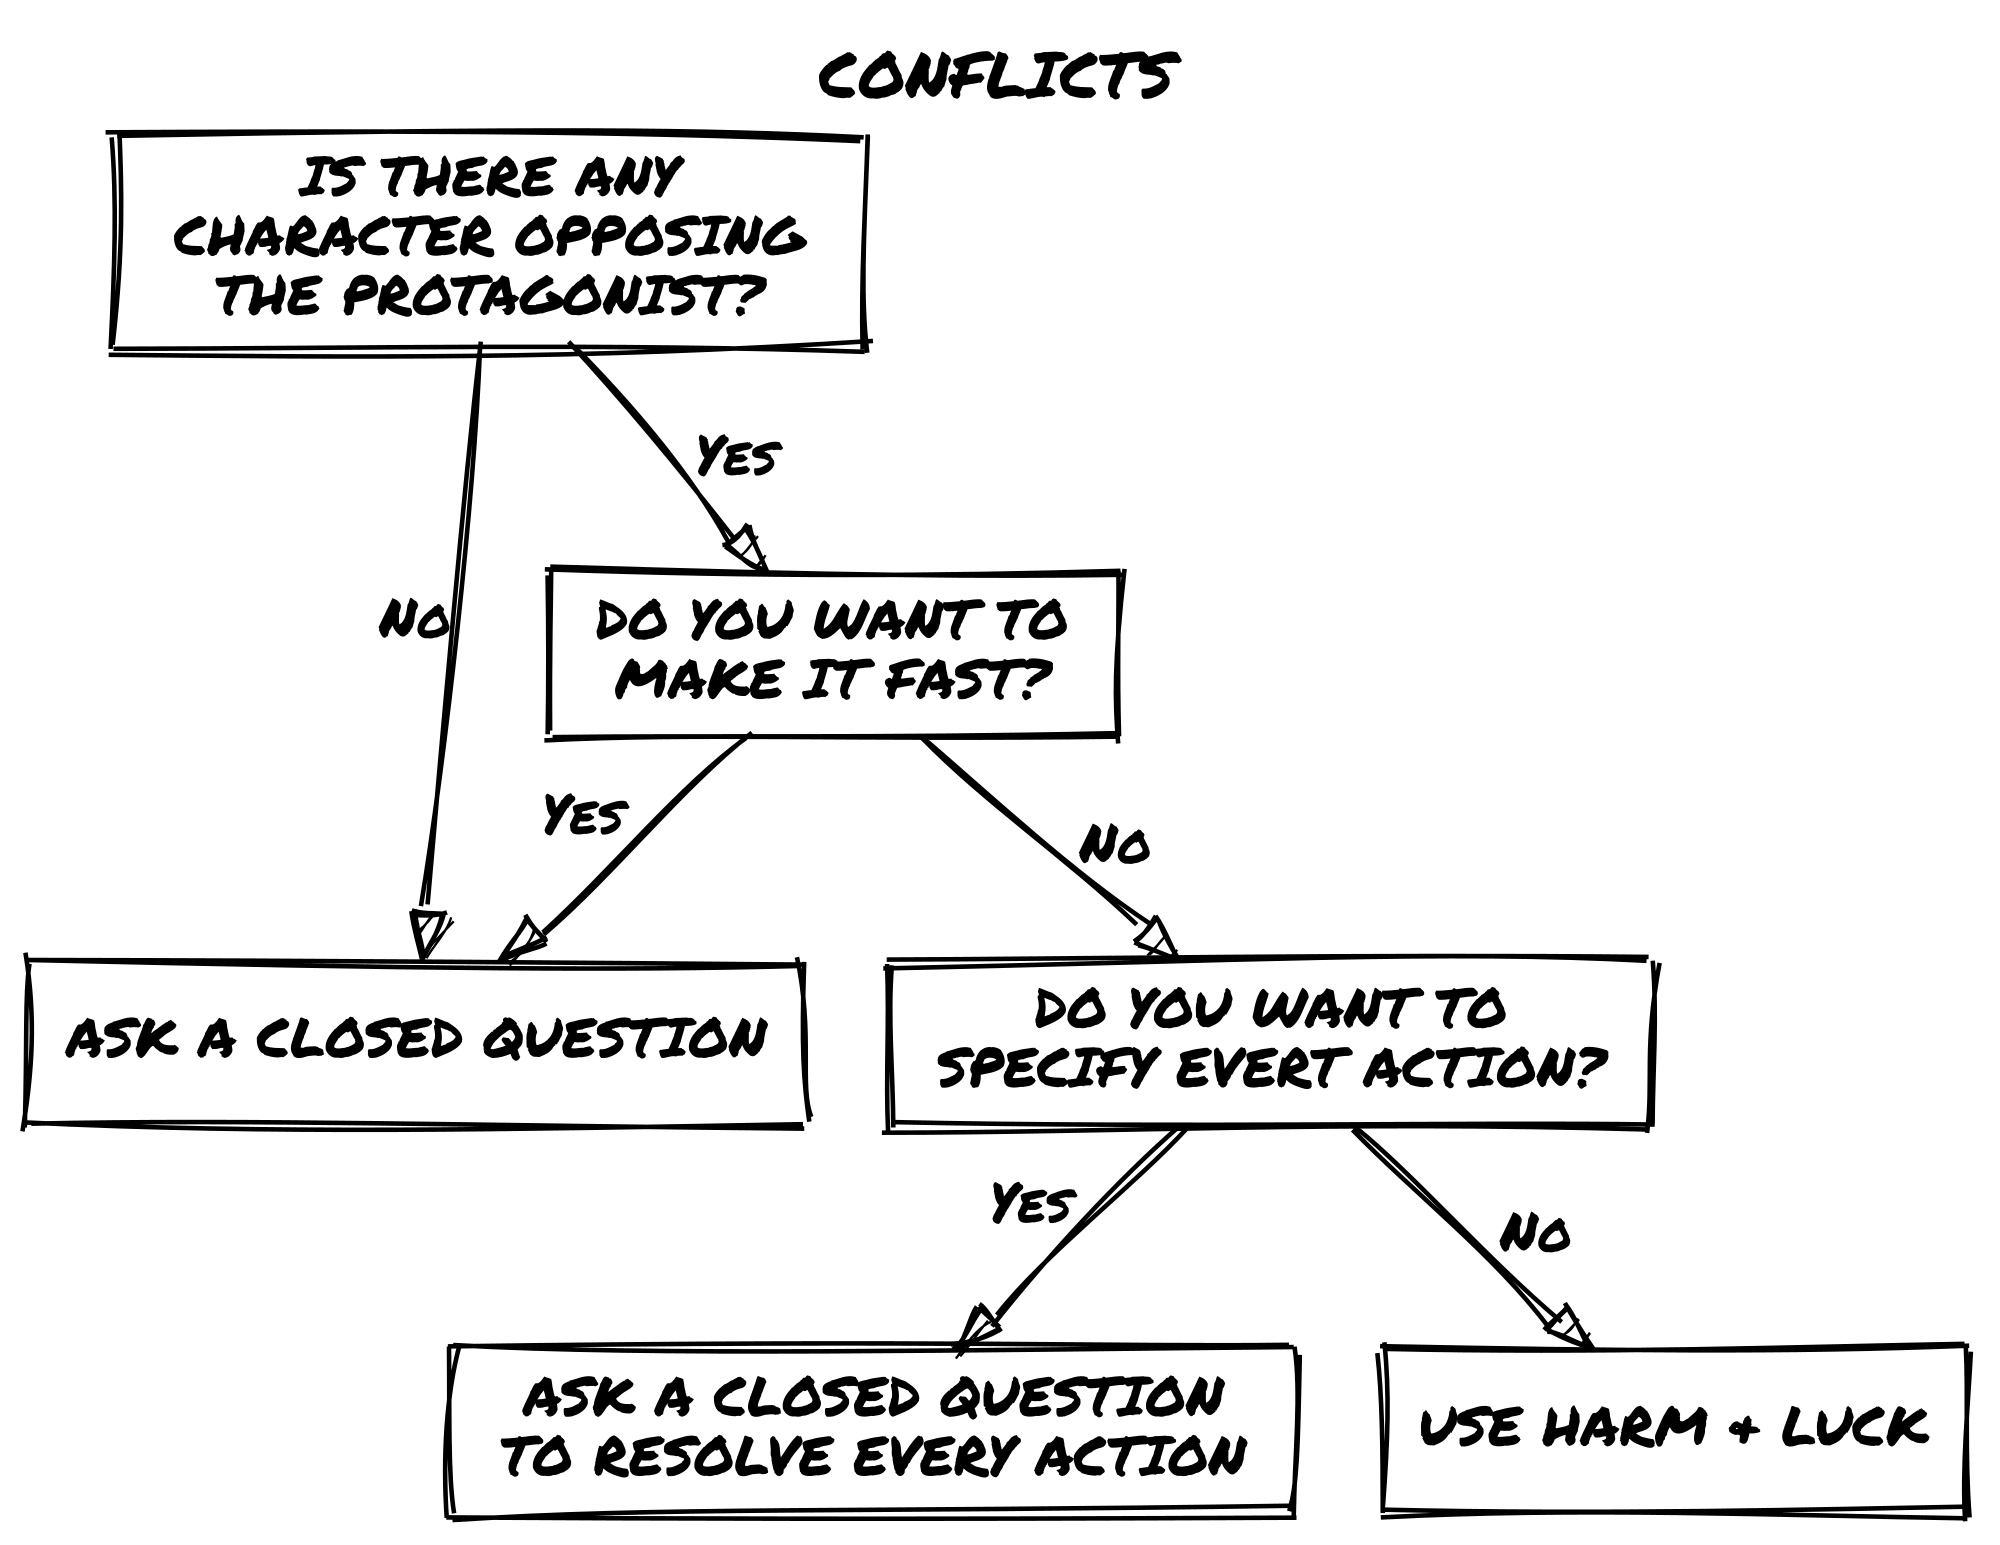 CONFLICTS
IS THERE ANY
CHARACTER OPPOSING
THE PROTAGONIST?
YES
NO
DO YOU WANT TO
MAKE IT FAST?
YES
NO
ASK A CLOSED QUESTION
DO YOU WANT TO
SPECIFY EVERT ACTION?
YES
NO
ASK A CLOSED QUESTION
TO RESOLVE EVERY ACTION
USE HARM & LUCK